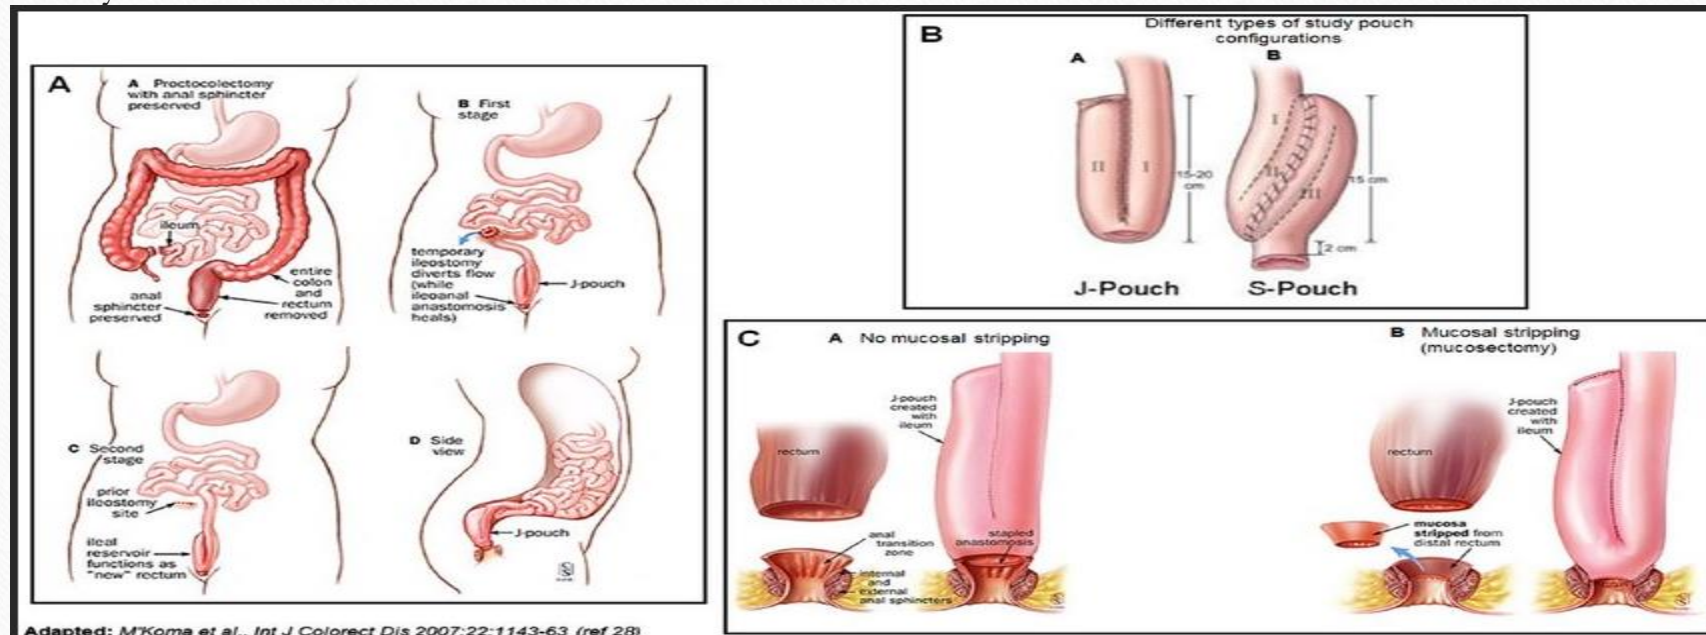 A
A Proctocolectomy
with anal sphincter
preserved
ileum
anal
sphincter
preserved
entire
colon
and
rectum
removed
B First
stage
temporary
ileostomy
diverts flow
(while
ileoanal
anastomosis
heals)
J-pouch
C Second
stage
prior
ileostomy
site
ileal
reservoir
functions as
"new" rectum
D Side
view
J-pouch
Adapted: M'Koma et al., Int J Colorect Dis 2007;22:1143-63 (ref 28)
B
Different types of study pouch
configurations
A
B
II
I
15-20
cm
I
II
III
15 cm
2 cm
J-Pouch
S-Pouch
C
A No mucosal stripping
rectum
J-pouch
created
with
ileum
anal
transition
zone
stapled
anastomosis
internal
and
external
anal sphincters
B Mucosal stripping
(mucosectomy)
rectum
J-pouch
created
with
ileum
mucosa
stripped from
distal rectum